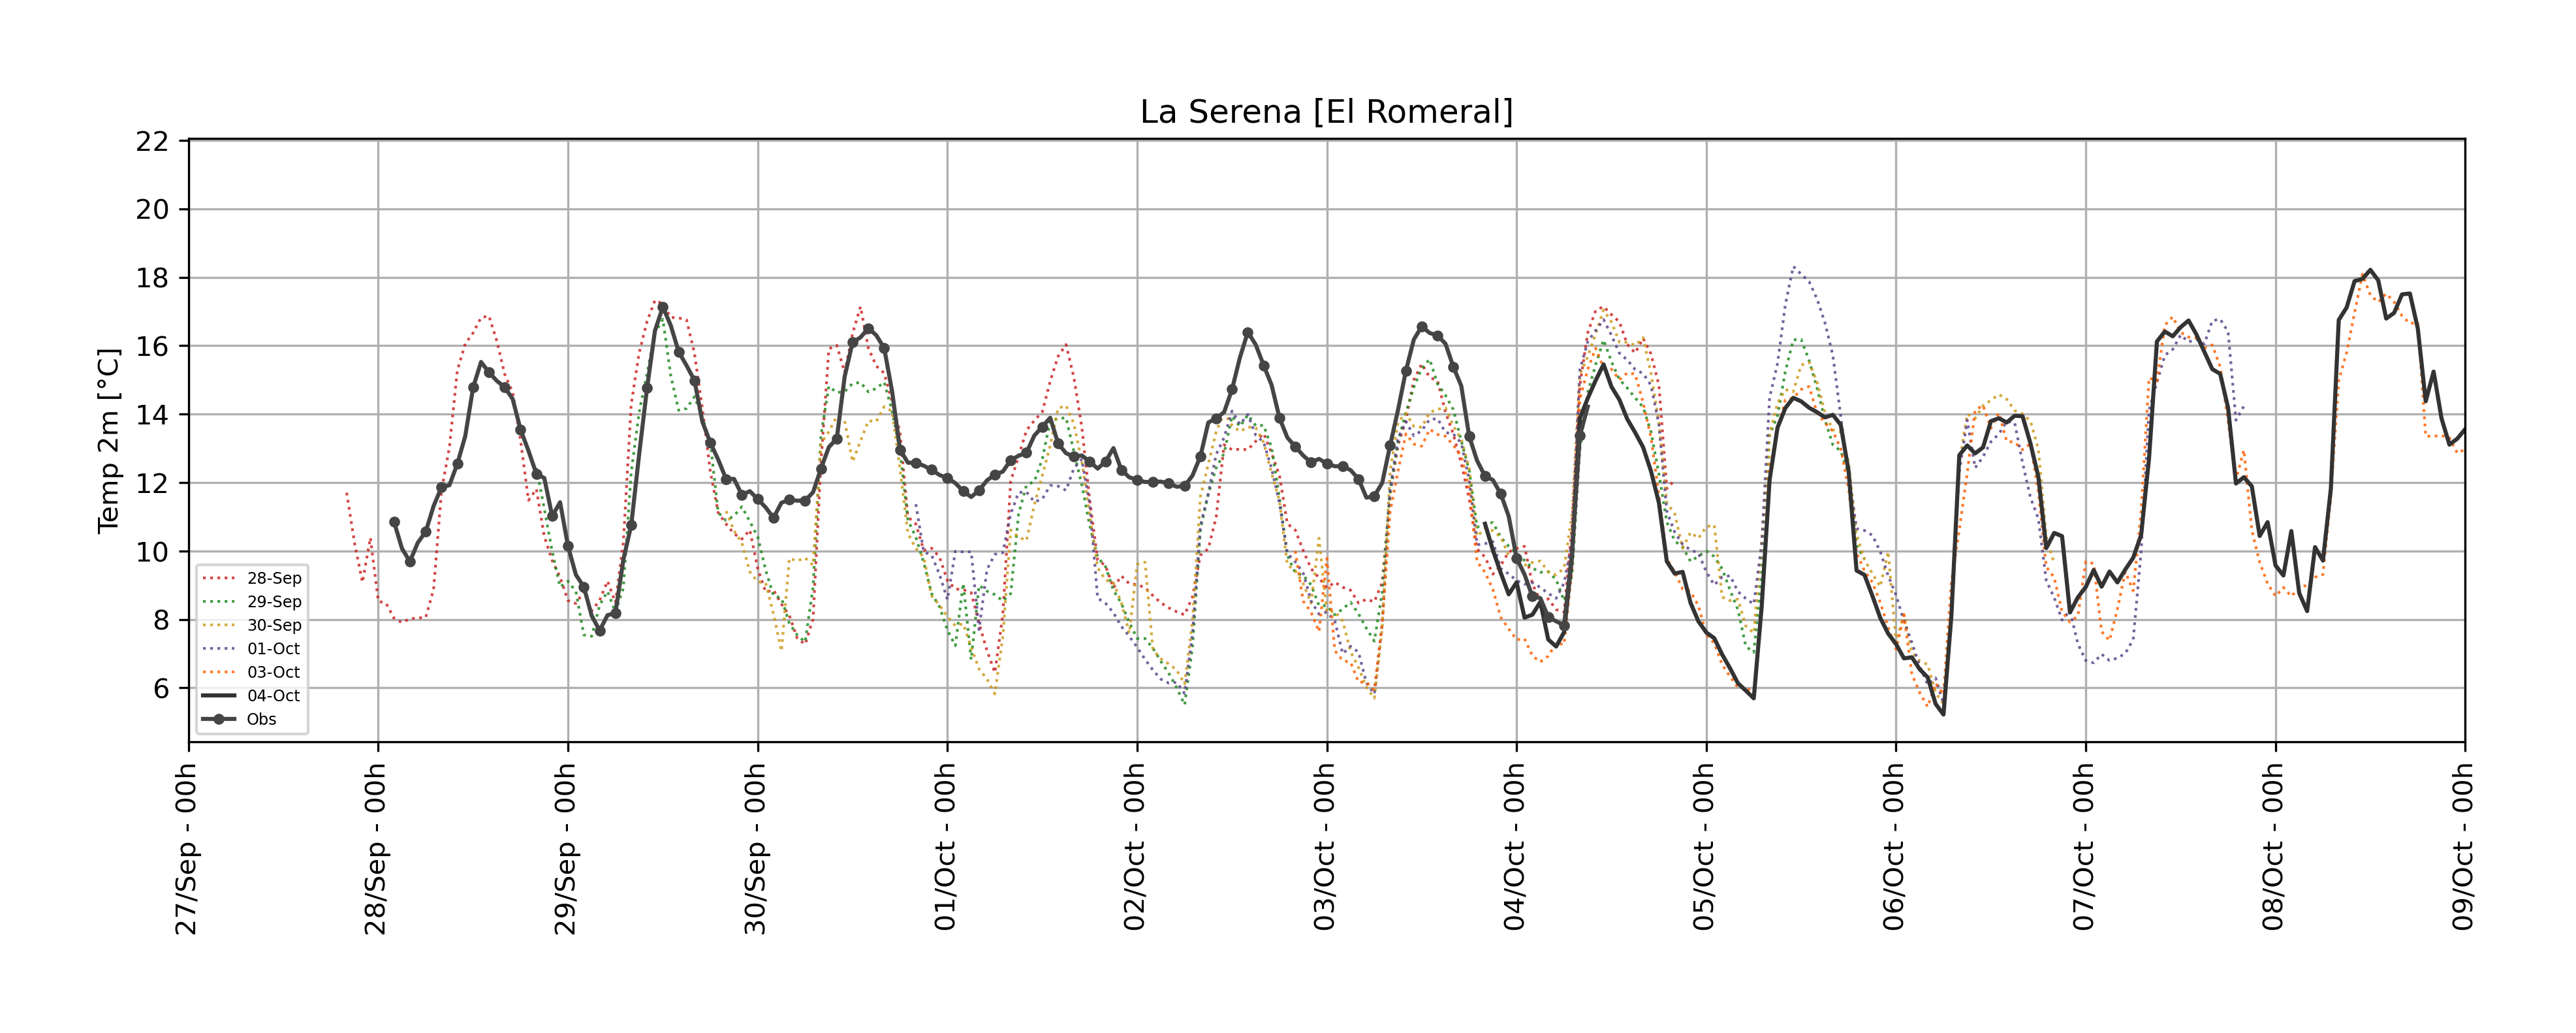 La Serena [El Romeral]
Temp 2m [°C]
22
20
18
16
14
12
10
8
6
28-Sep
29-Sep
30-Sep
01-Oct
03-Oct
04-Oct
Obs
27/Sep - 00h
28/Sep - 00h
29/Sep - 00h
30/Sep - 00h
01/Oct - 00h
02/Oct - 00h
03/Oct - 00h
04/Oct - 00h
05/Oct - 00h
06/Oct - 00h
07/Oct - 00h
08/Oct - 00h
09/Oct - 00h